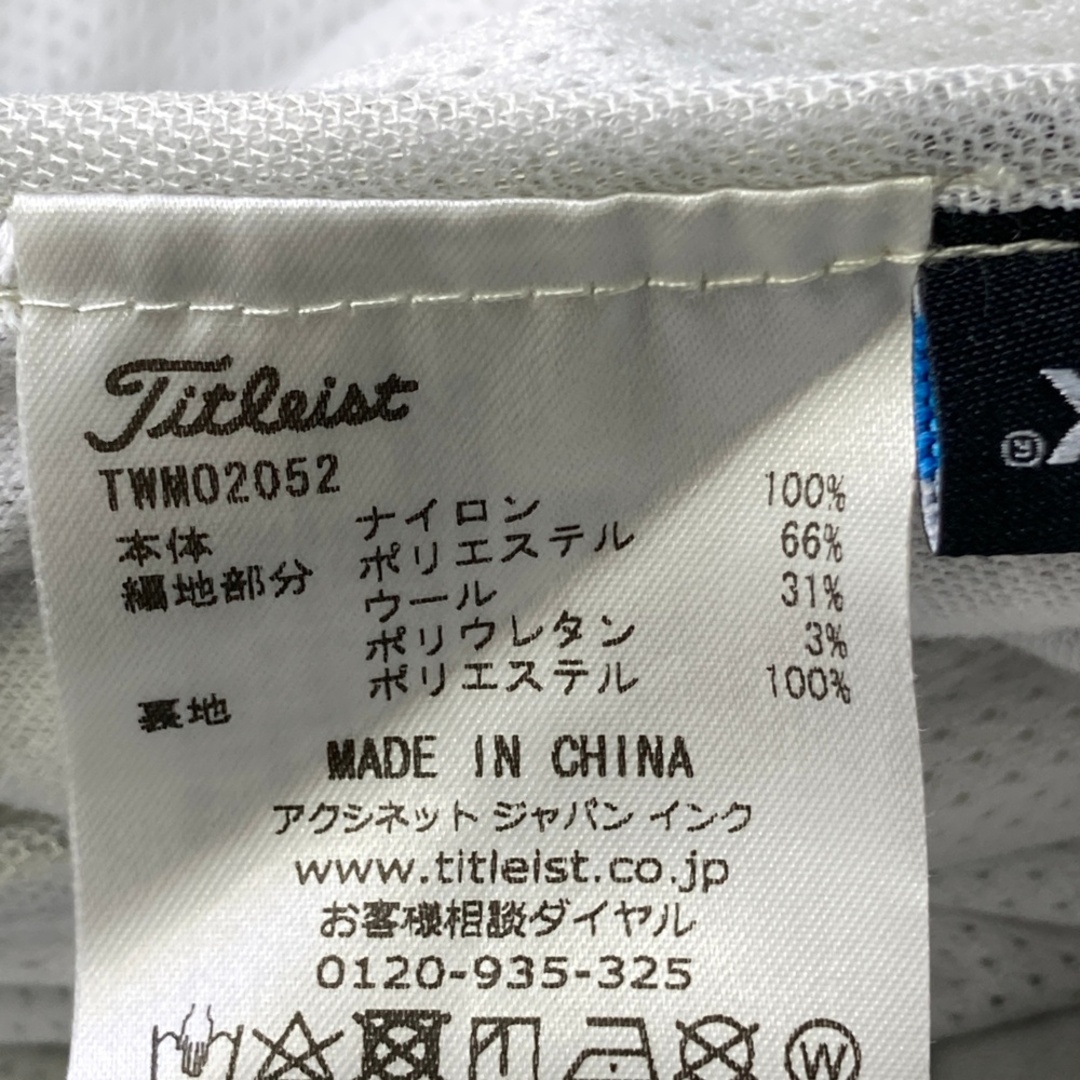 Titleist
TWMO2052
本体 ナイロン 100%
編地部分 ポリエステル 66%
ウール 31%
ポリウレタン 3%
裏地 ポリエステル 100%
MADE IN CHINA
アクシネット ジャパン インク
www.titleist.co.jp
お客様相談ダイヤル
0120-935-325
W
®